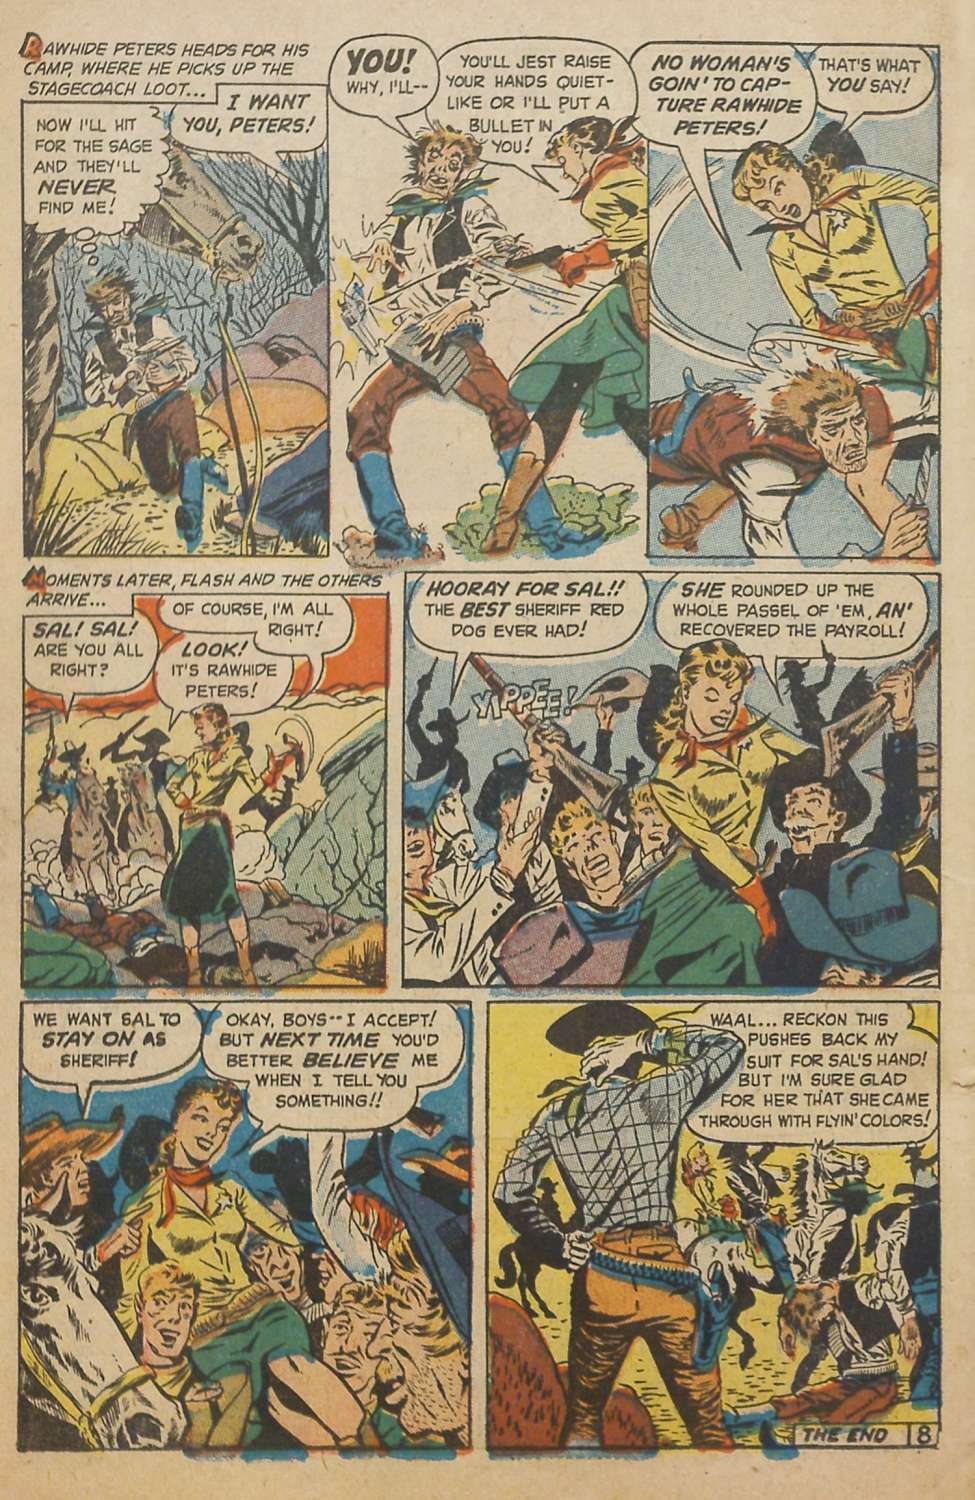 RAWHIDE PETERS HEADS FOR HIS
CAMP, WHERE HE PICKS UP THE
STAGECOACH LOOT...
NOW I'LL HIT
FOR THE SAGE
AND THEY'LL
NEVER
FIND ME!
I WANT
YOU, PETERS!
YOU!
WHY, I'LL--
YOU'LL JEST RAISE
YOUR HANDS QUIET-
LIKE OR I'LL PUT A
BULLET IN
YOU!
NO WOMAN'S
GOIN' TO CAP-
TURE RAWHIDE
PETERS!
THAT'S WHAT
YOU SAY!
MOMENTS LATER, FLASH AND THE OTHERS
ARRIVE...
SAL! SAL!
ARE YOU ALL
RIGHT?
OF COURSE, I'M ALL
RIGHT!
LOOK!
IT'S RAWHIDE
PETERS!
HOORAY FOR SAL!!
THE BEST SHERIFF RED
DOG EVER HAD!
YIPPEE!
SHE ROUNDED UP THE
WHOLE PASSEL OF 'EM, AN'
RECOVERED THE PAYROLL!
WE WANT SAL TO
STAY ON AS
SHERIFF!
OKAY, BOYS--I ACCEPT!
BUT NEXT TIME YOU'D
BETTER BELIEVE ME
WHEN I TELL YOU
SOMETHING!!
WAAL... RECKON THIS
PUSHES BACK MY
SUIT FOR SAL'S HAND!
BUT I'M SURE GLAD
FOR HER THAT SHE CAME
THROUGH WITH FLYIN' COLORS!
THE END 8